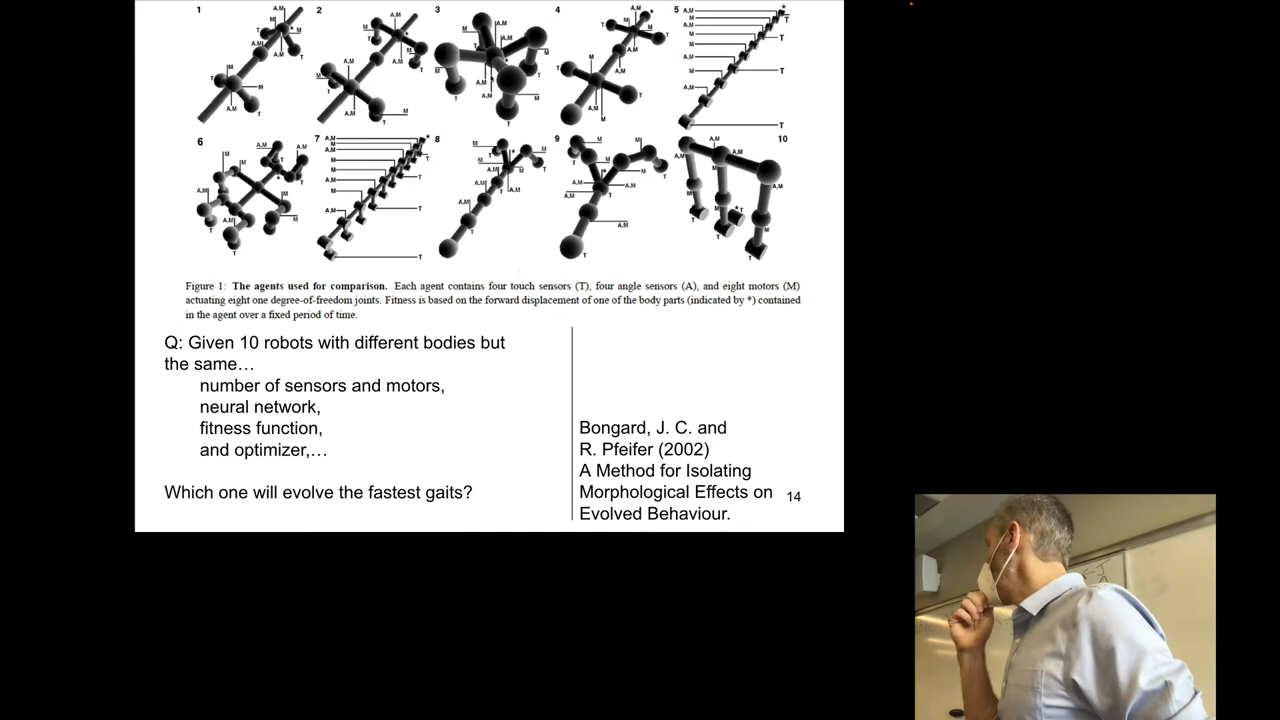 1 2 3 4 5
6 7 8 9 10
Figure 1: The agents used for comparison. Each agent contains four touch sensors (T), four angle sensors (A), and eight motors (M)
actuating eight one degree-of-freedom joints. Fitness is based on the forward displacement of one of the body parts (indicated by *) contained
in the agent over a fixed period of time.
Q: Given 10 robots with different bodies but
the same…
number of sensors and motors,
neural network,
fitness function,
and optimizer,…
Which one will evolve the fastest gaits?
Bongard, J. C. and
R. Pfeifer (2002)
A Method for Isolating
Morphological Effects on
Evolved Behaviour.
14